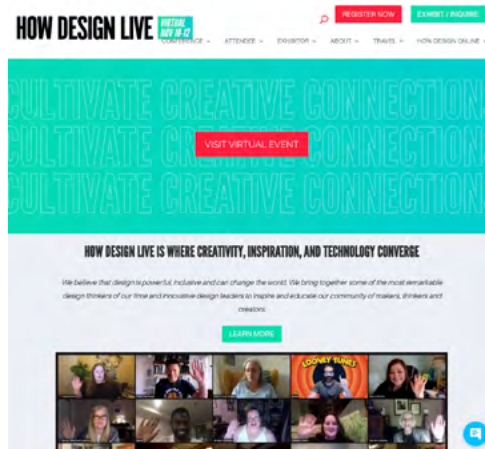 HOW DESIGN LIVE
VIRTUAL
NOV 10-12
REGISTER NOW
EXHIBIT / INQUIRE
CONFERENCE
ATTENDEE
EXHIBITOR
ABOUT
TRAVEL
HOW DESIGN ONLINE
CULTIVATE CREATIVE CONNECTION
CULTIVATE CREATIVE CONNECTION
CULTIVATE CREATIVE CONNECTION
VISIT VIRTUAL EVENT
HOW DESIGN LIVE IS WHERE CREATIVITY, INSPIRATION, AND TECHNOLOGY CONVERGE
We believe that design is powerful, inclusive and can change the world. We bring together some of the most remarkable
design thinkers of our time and innovative design leaders to inspire and educate our community of makers, thinkers and
creators.
LEARN MORE
LOONEY TUNES